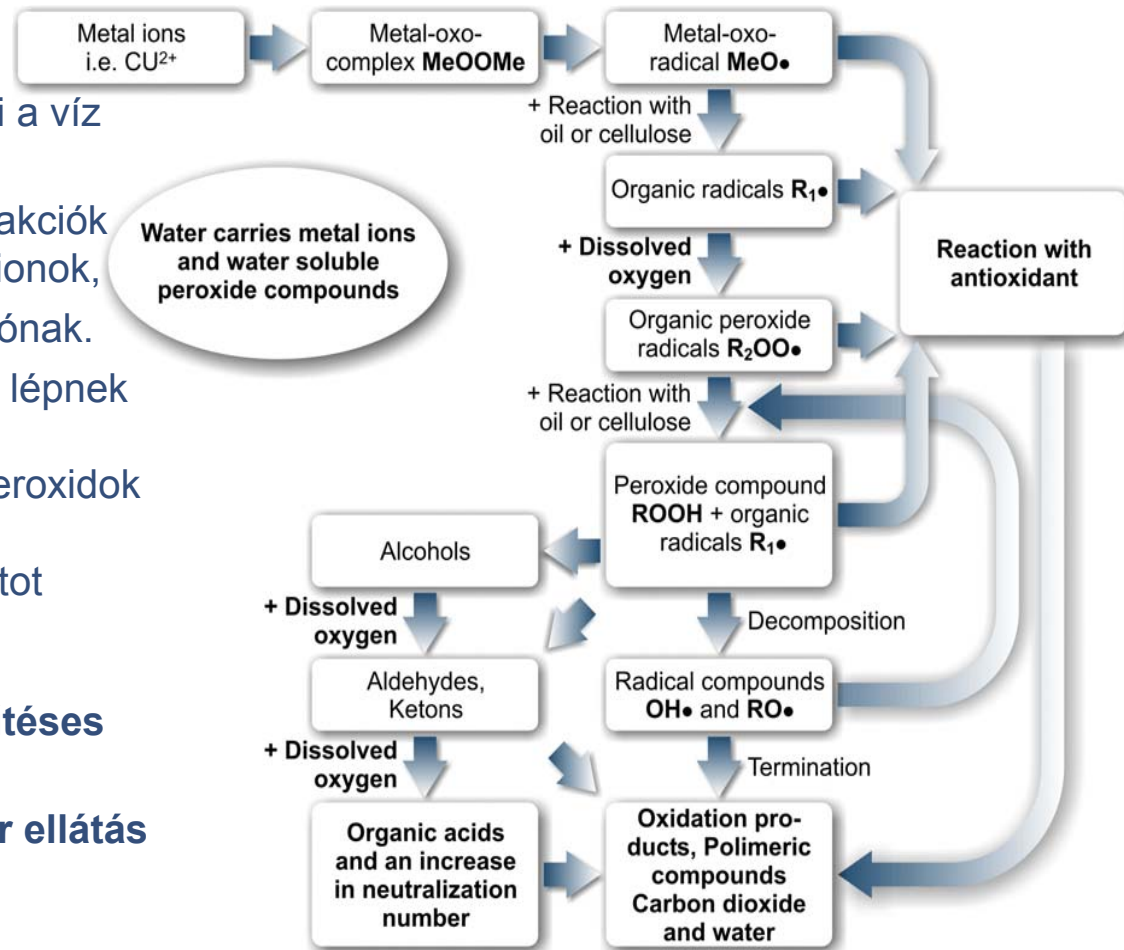 i a víz
akciók
ionok,
ónak.
lépnek
eroxidok
tot
téses
r ellátás
Metal ions
i.e. CU²⁺
Metal-oxo-
complex MeOOMe
Metal-oxo-
radical MeO•
+ Reaction with
oil or cellulose
Organic radicals R₁•
Water carries metal ions
and water soluble
peroxide compounds
+ Dissolved
oxygen
Reaction with
antioxidant
Organic peroxide
radicals R₂OO•
+ Reaction with
oil or cellulose
Peroxide compound
ROOH + organic
radicals R₁•
Alcohols
+ Dissolved
oxygen
Decomposition
Aldehydes,
Ketons
Radical compounds
OH• and RO•
+ Dissolved
oxygen
Termination
Organic acids
and an increase
in neutralization
number
Oxidation pro-
ducts, Polimeric
compounds
Carbon dioxide
and water